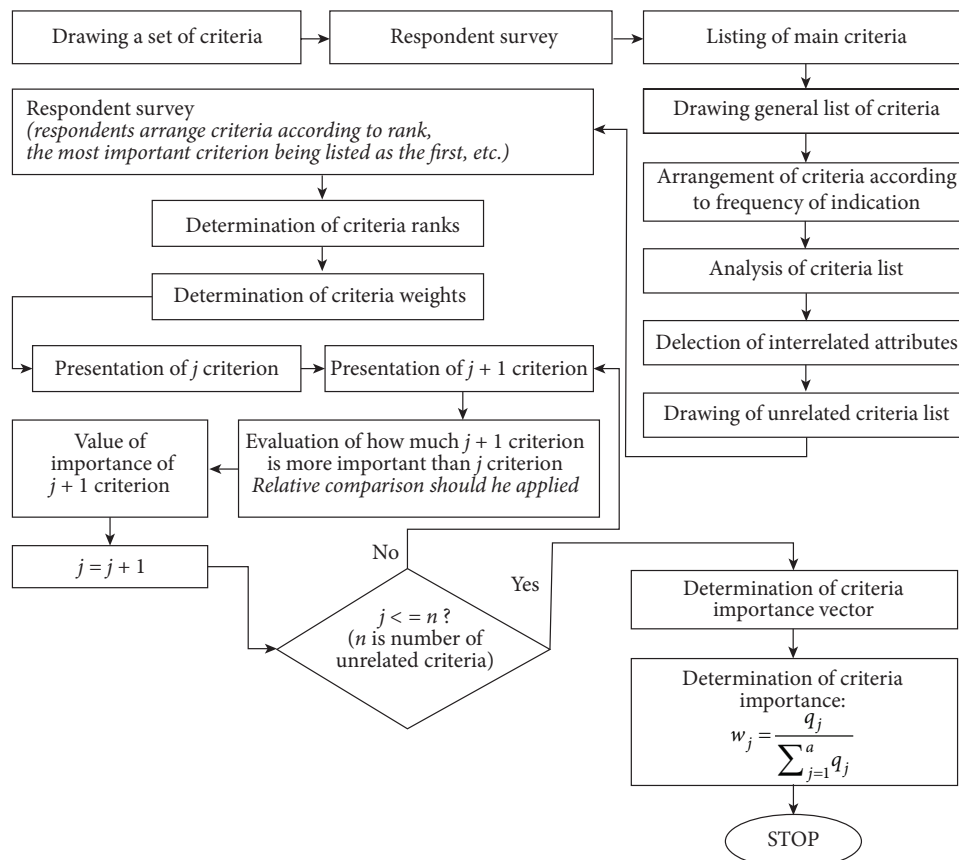 Drawing a set of criteria
Respondent survey
Listing of main criteria
Drawing general list of criteria
Arrangement of criteria according
to frequency of indication
Analysis of criteria list
Delection of interrelated attributes
Drawing of unrelated criteria list
Respondent survey
(respondents arrange criteria according to rank,
the most important criterion being listed as the first, etc.)
Determination of criteria ranks
Determination of criteria weights
Presentation of j criterion
Presentation of j + 1 criterion
Evaluation of how much j + 1 criterion
is more important than j criterion
Relative comparison should he applied
Value of
importance of
j + 1 criterion
j = j + 1
j < = n ?
(n is number of
unrelated criteria)
No
Yes
Determination of criteria
importance vector
Determination of criteria
importance:
w_j = q_j / ∑_{j=1}^{a} q_j
STOP